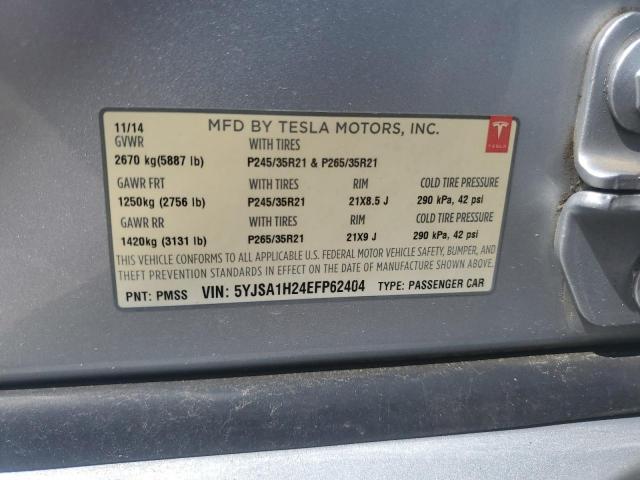 11/14 MFD BY TESLA MOTORS, INC.
GVWR WITH TIRES
2670 kg(5887 lb) P245/35R21 & P265/35R21
TESLA
GAWR FRT WITH TIRES RIM COLD TIRE PRESSURE
1250kg (2756 lb) P245/35R21 21X8.5 J 290 kPa, 42 psi
GAWR RR WITH TIRES RIM COLD TIRE PRESSURE
1420kg (3131 lb) P265/35R21 21X9 J 290 kPa, 42 psi
THIS VEHICLE CONFORMS TO ALL APPLICABLE U.S. FEDERAL MOTOR VEHICLE SAFETY, BUMPER, AND
THEFT PREVENTION STANDARDS IN EFFECT ON THE DATE OF MANUFACTURE SHOWN ABOVE.
PNT: PMSS VIN: 5YJSA1H24EFP62404 TYPE: PASSENGER CAR